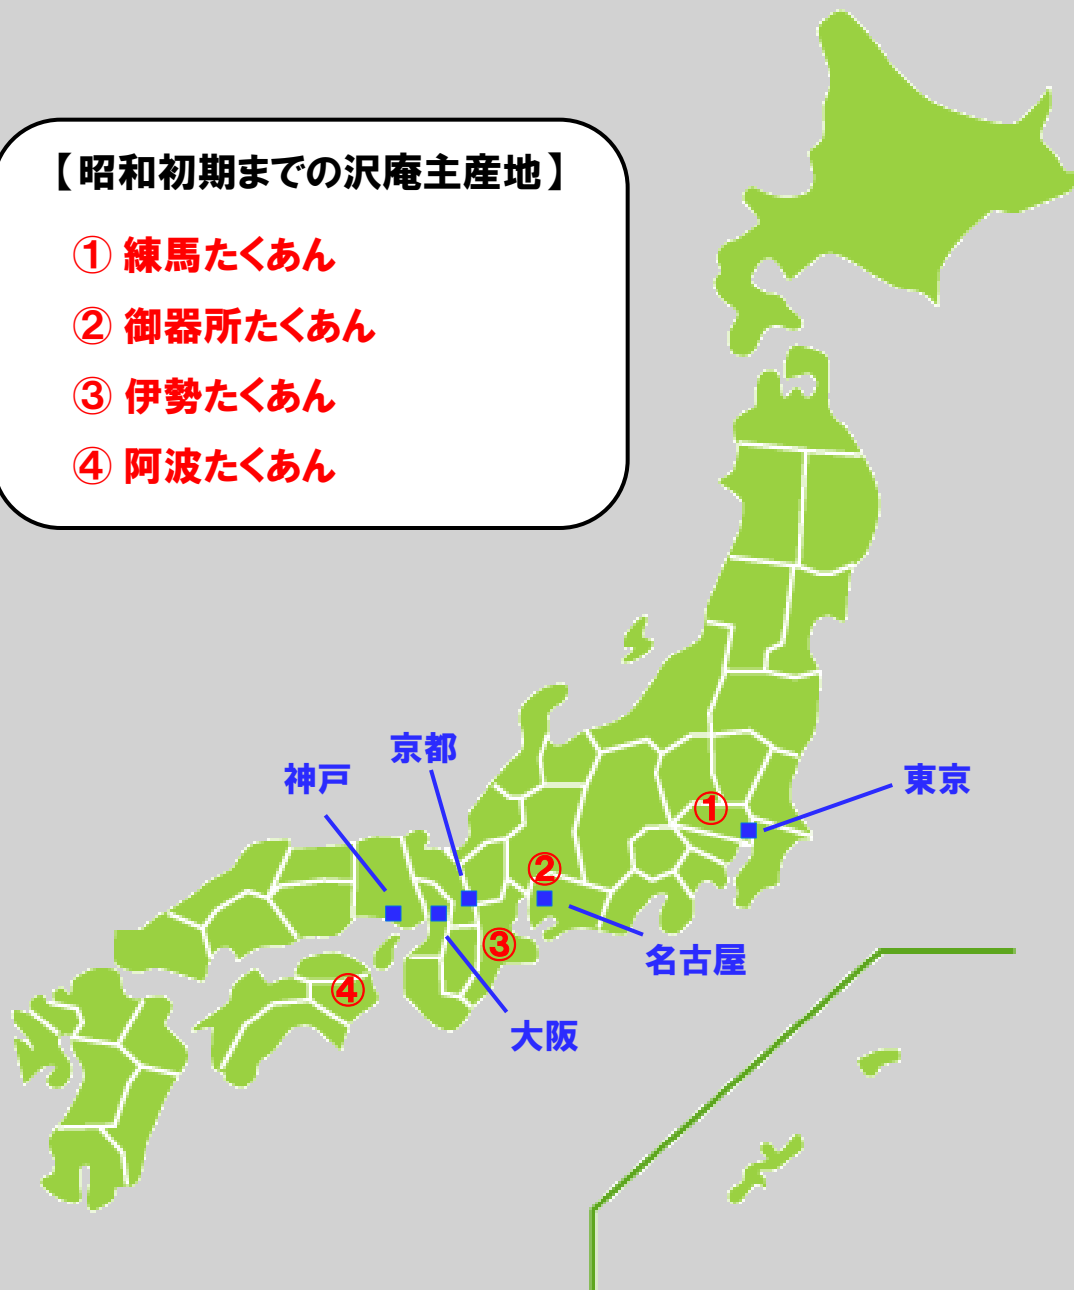 【昭和初期までの沢庵主産地】
① 練馬たくあん
② 御器所たくあん
③ 伊勢たくあん
④ 阿波たくあん
京都
神戸
東京
①
②
③
名古屋
④
大阪